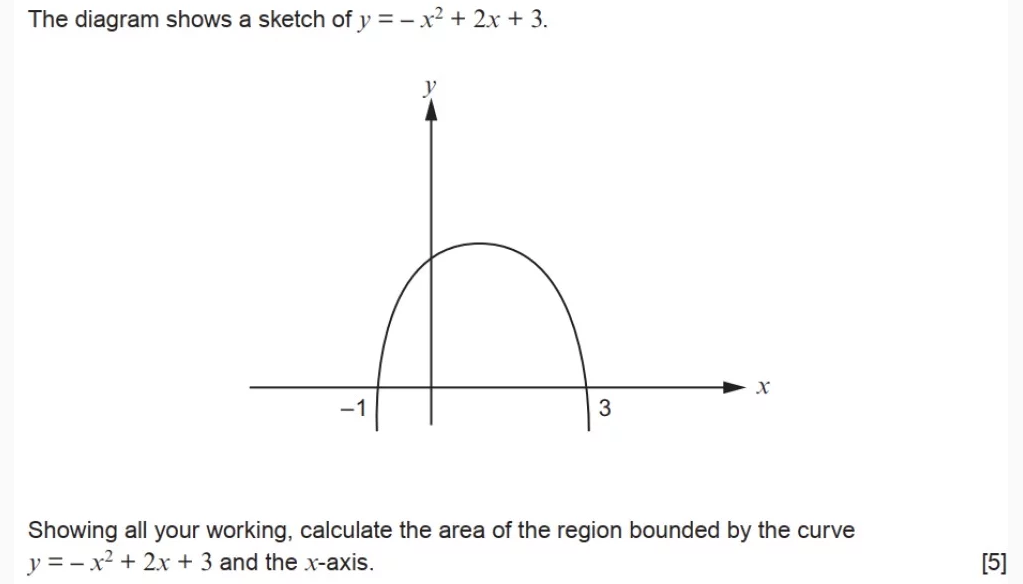 The diagram shows a sketch of y = – x² + 2x + 3.
y
x
–1
3
Showing all your working, calculate the area of the region bounded by the curve
y = – x² + 2x + 3 and the x-axis. [5]